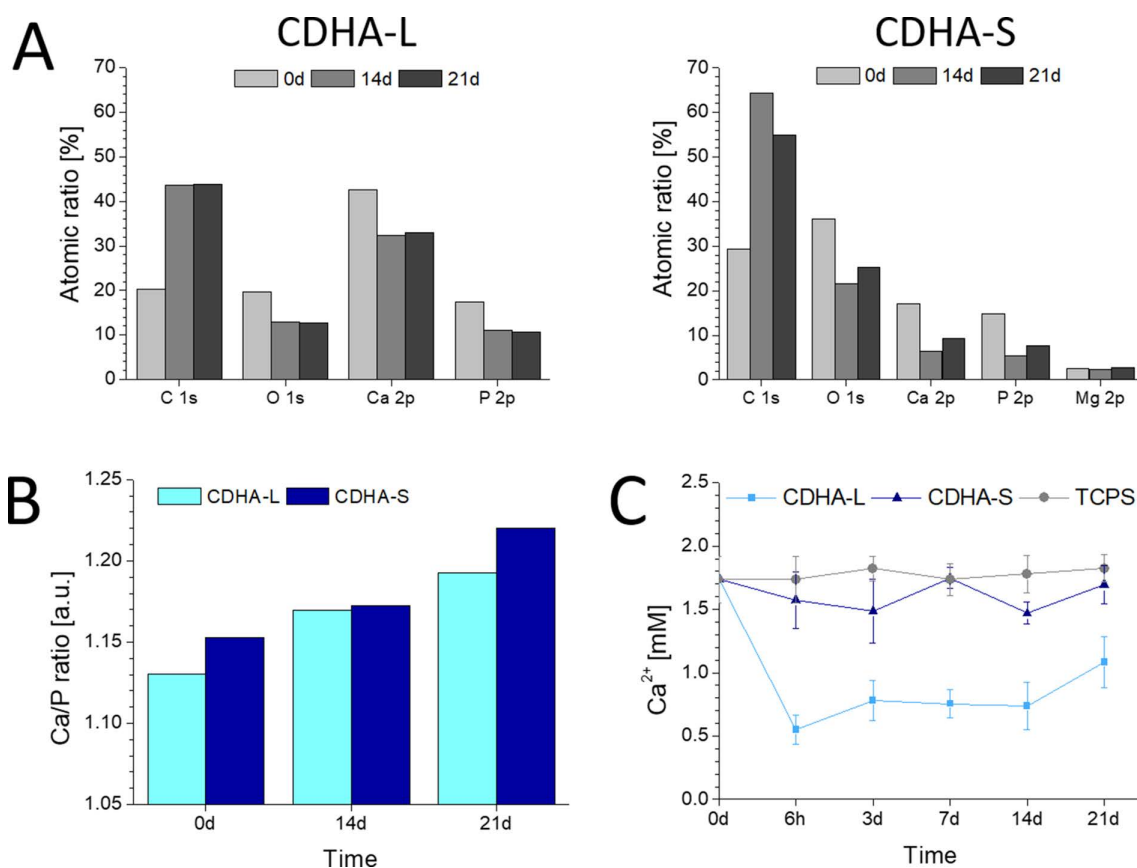 A
CDHA-L
0d 14d 21d
Atomic ratio [%]
70
60
50
40
30
20
10
0
C 1s O 1s Ca 2p P 2p
CDHA-S
0d 14d 21d
Atomic ratio [%]
70
60
50
40
30
20
10
0
C 1s O 1s Ca 2p P 2p Mg 2p
B
CDHA-L CDHA-S
Ca/P ratio [a.u.]
1.25
1.20
1.15
1.10
1.05
0d 14d 21d
Time
C
CDHA-L CDHA-S TCPS
Ca²⁺ [mM]
2.5
2.0
1.5
1.0
0.5
0.0
0d 6h 3d 7d 14d 21d
Time